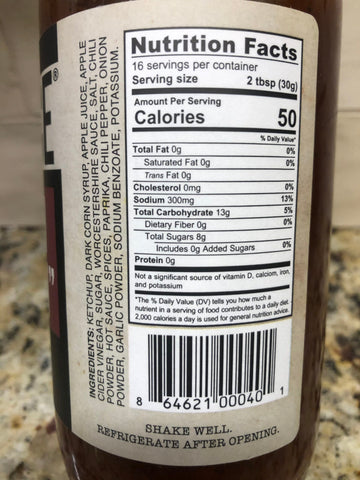 E®
Nutrition Facts
16 servings per container
Serving size 2 tbsp (30g)
Amount Per Serving
Calories 50
% Daily Value*
Total Fat 0g 0%
Saturated Fat 0g 0%
Trans Fat 0g
Cholesterol 0mg 0%
Sodium 300mg 13%
Total Carbohydrate 13g 5%
Dietary Fiber 0g 0%
Total Sugars 8g
Includes 0g Added Sugars 0%
Protein 0g
Not a significant source of vitamin D, calcium, iron,
and potassium
*The % Daily Value (DV) tells you how much a
nutrient in a serving of food contributes to a daily diet.
2,000 calories a day is used for general nutrition advice.
8 64621 00040 1
SHAKE WELL.
REFRIGERATE AFTER OPENING.
INGREDIENTS: KETCHUP, DARK CORN SYRUP, APPLE JUICE, APPLE
CIDER VINEGAR, SUGAR, WORCESTERSHIRE SAUCE, SALT, CHILI
POWDER, HOT SAUCE, SPICES, PAPRIKA, CHILI PEPPER, ONION
POWDER, GARLIC POWDER, SODIUM BENZOATE, POTASSIUM.